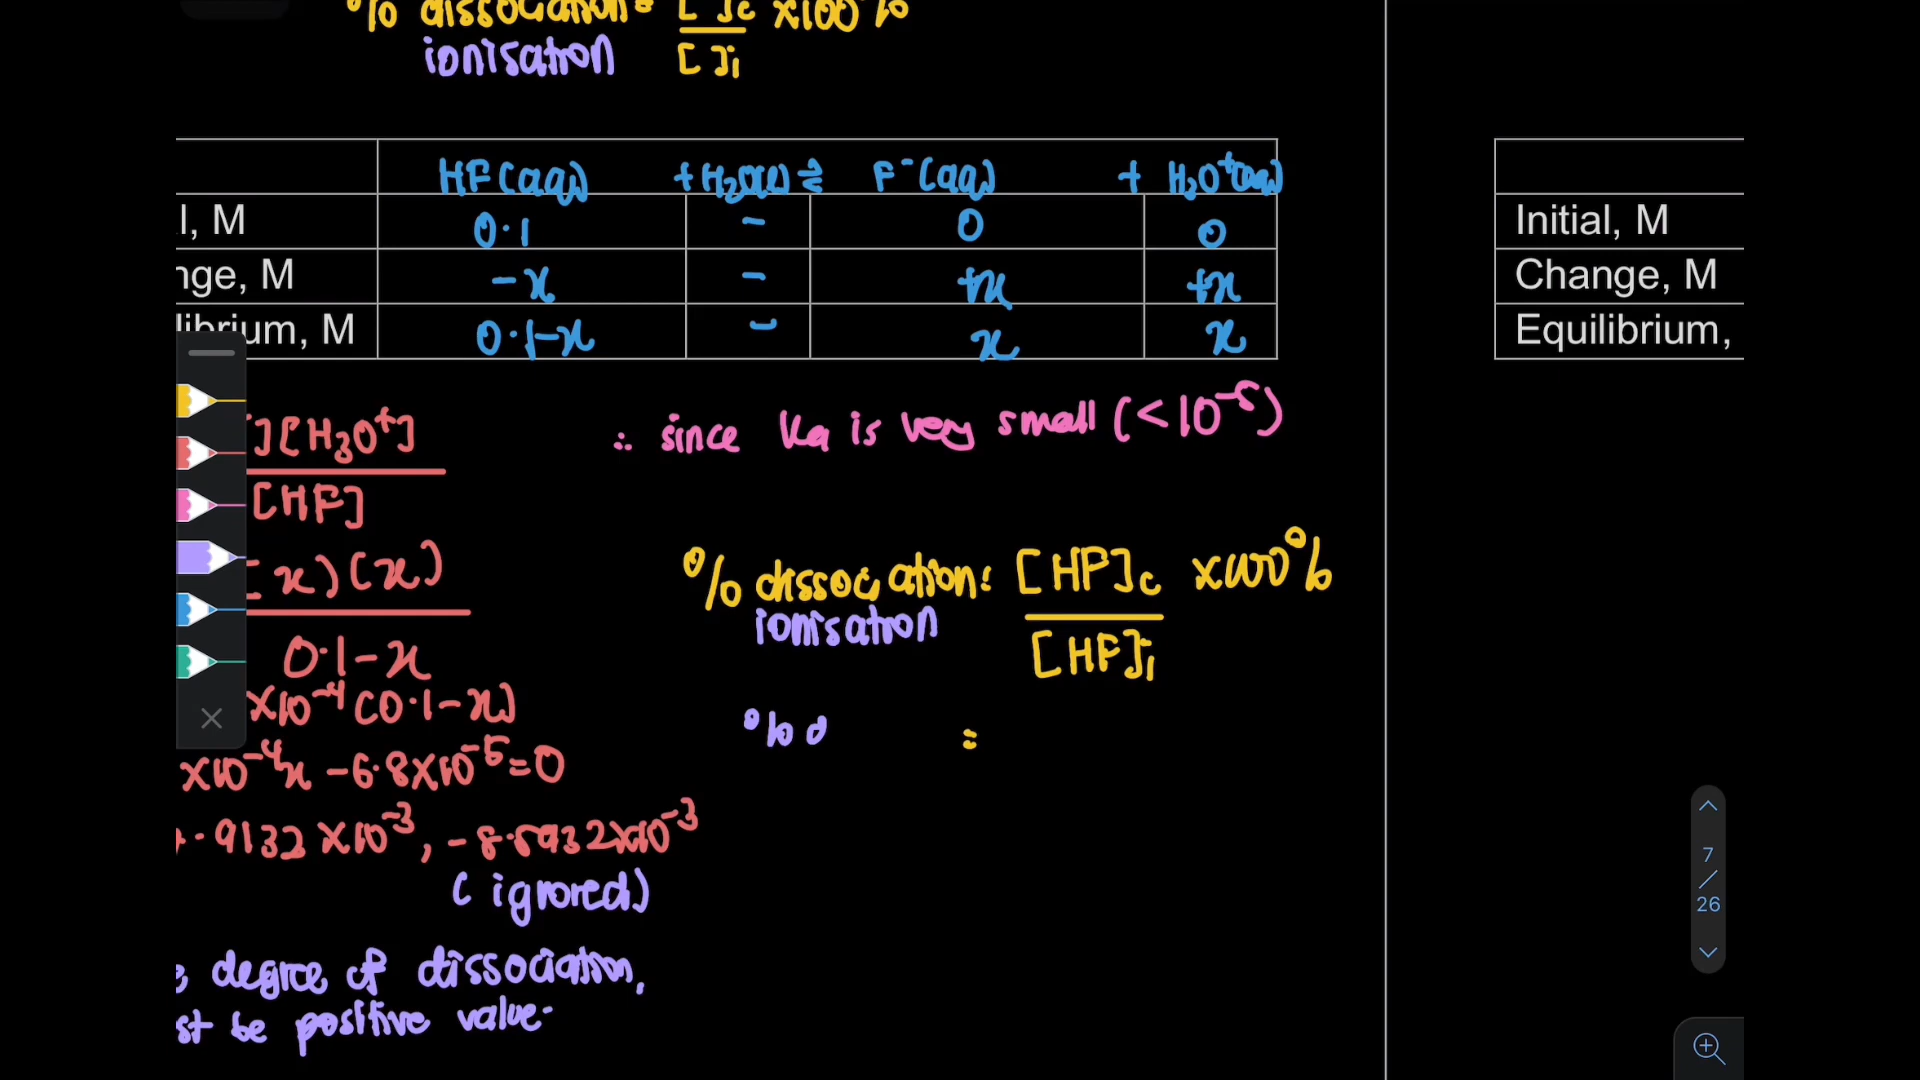 % dissociation = [ ]c x100%
ionisation [ ]i
HF(aq) + H2O(l) ⇌ F⁻(aq) + H3O⁺(aq)
l, M 0.1 - 0 0
nge, M -x - +x +x
librium, M 0.1-x - x x
Initial, M
Change, M
Equilibrium,
][H3O⁺]
[HF]
∴ since Ka is very small (<10⁻⁵)
x)(x)
0.1-x
% dissociation: [HF]c x100%
ionisation [HF]i
x10⁻⁴(0.1-x)
% d =
x10⁻⁴x -6.8x10⁻⁵=0
.9132x10⁻³, -8.5932x10⁻³
(ignored)
degree of dissociation,
st be positive value.
7
/
26